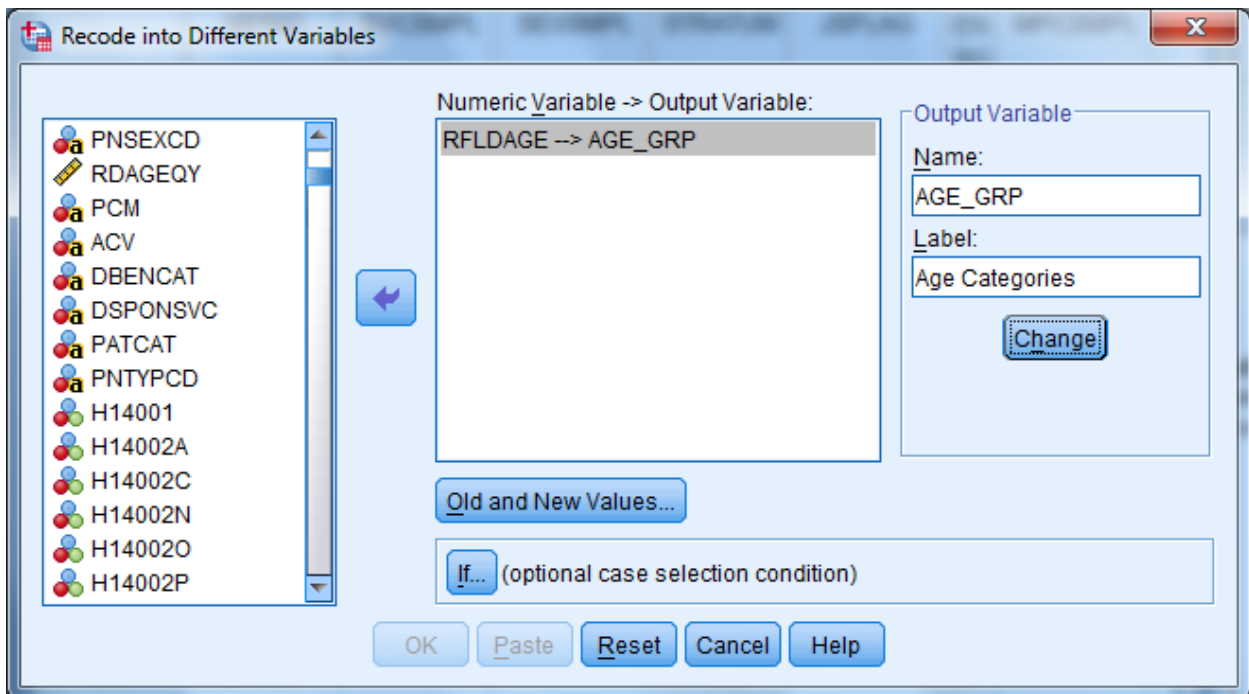 Recode into Different Variables
PNSEXCD
RDAGEQY
PCM
ACV
DBENCAT
DSPONSVC
PATCAT
PNTYPCD
H14001
H14002A
H14002C
H14002N
H14002O
H14002P
Numeric Variable -> Output Variable:
RFLDAGE --> AGE_GRP
Output Variable
Name:
AGE_GRP
Label:
Age Categories
Change
Old and New Values...
If... (optional case selection condition)
OK Paste Reset Cancel Help